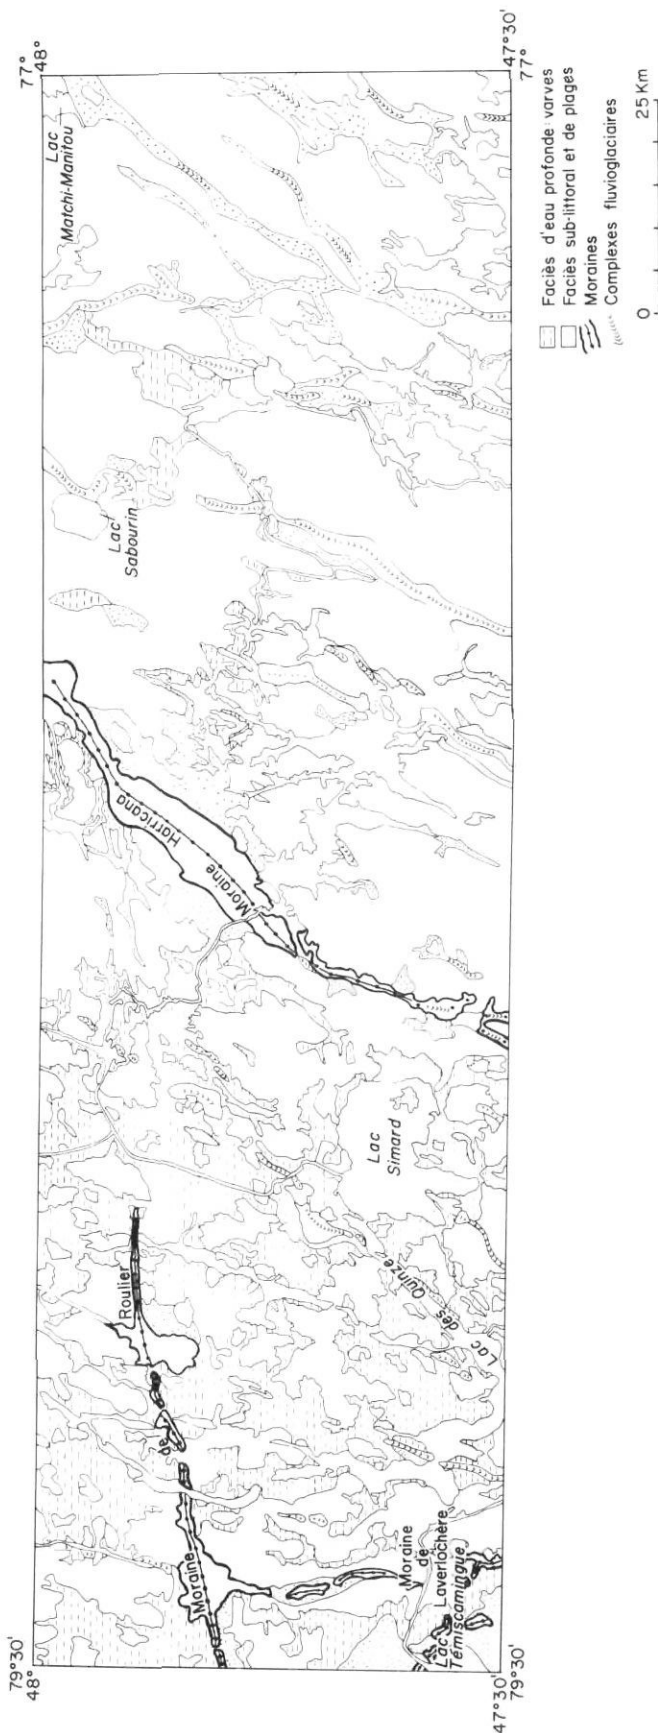 79°30'
48°
77°
48°
Lac
Matchi-Manitou
Lac
Sabourin
Moraine Harricana
Roulier
de
Moraine
Lac
Simard
Lac des Quinze
Moraine
de
Laverlochère
Lac
Témiscamingue
47°30'
79°30'
47°30'
77°
Faciès d'eau profonde: varves
Faciès sub-littoral et de plages
Moraines
Complexes fluvioglaciaires
0 25 Km